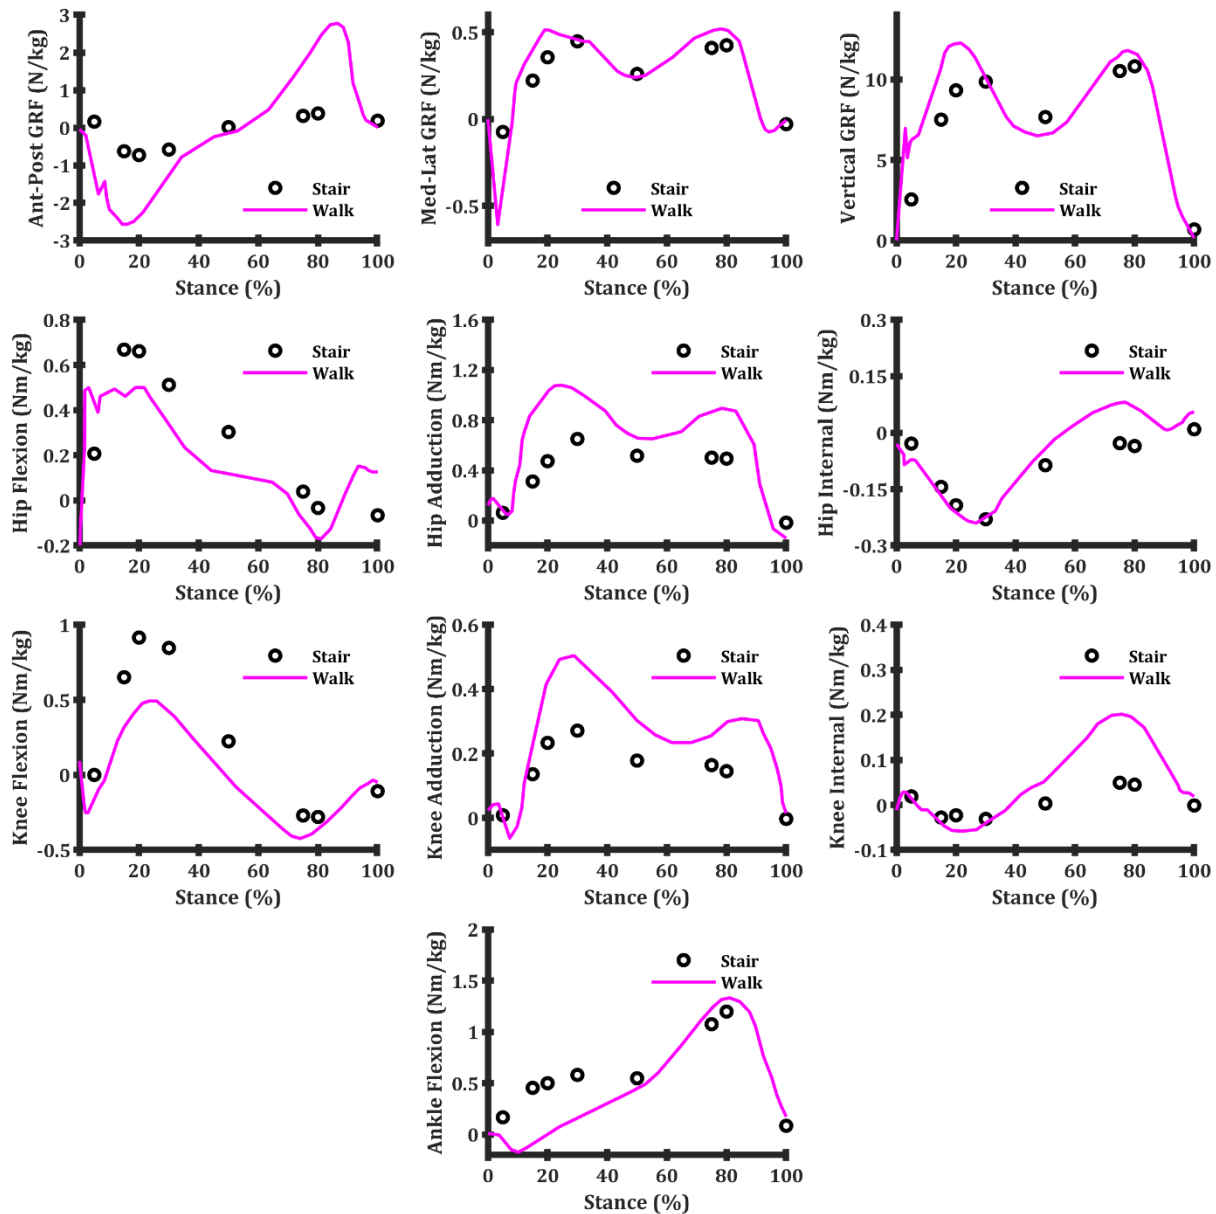 Ant-Post GRF (N/kg)
3
2
1
0
-1
-2
-3
Stair
Walk
0 20 40 60 80 100
Stance (%)
Med-Lat GRF (N/kg)
0.5
0
-0.5
Stair
Walk
0 20 40 60 80 100
Stance (%)
Vertical GRF (N/kg)
10
5
0
Stair
Walk
0 20 40 60 80 100
Stance (%)
Hip Flexion (Nm/kg)
0.8
0.6
0.4
0.2
0
-0.2
Stair
Walk
0 20 40 60 80 100
Stance (%)
Hip Adduction (Nm/kg)
1.6
1.2
0.8
0.4
0
Stair
Walk
0 20 40 60 80 100
Stance (%)
Hip Internal (Nm/kg)
0.3
0.15
0
-0.15
-0.3
Stair
Walk
0 20 40 60 80 100
Stance (%)
Knee Flexion (Nm/kg)
1
0.5
0
-0.5
Stair
Walk
0 20 40 60 80 100
Stance (%)
Knee Adduction (Nm/kg)
0.6
0.4
0.2
0
Stair
Walk
0 20 40 60 80 100
Stance (%)
Knee Internal (Nm/kg)
0.4
0.3
0.2
0.1
0
-0.1
Stair
Walk
0 20 40 60 80 100
Stance (%)
Ankle Flexion (Nm/kg)
2
1.5
1
0.5
0
Stair
Walk
0 20 40 60 80 100
Stance (%)